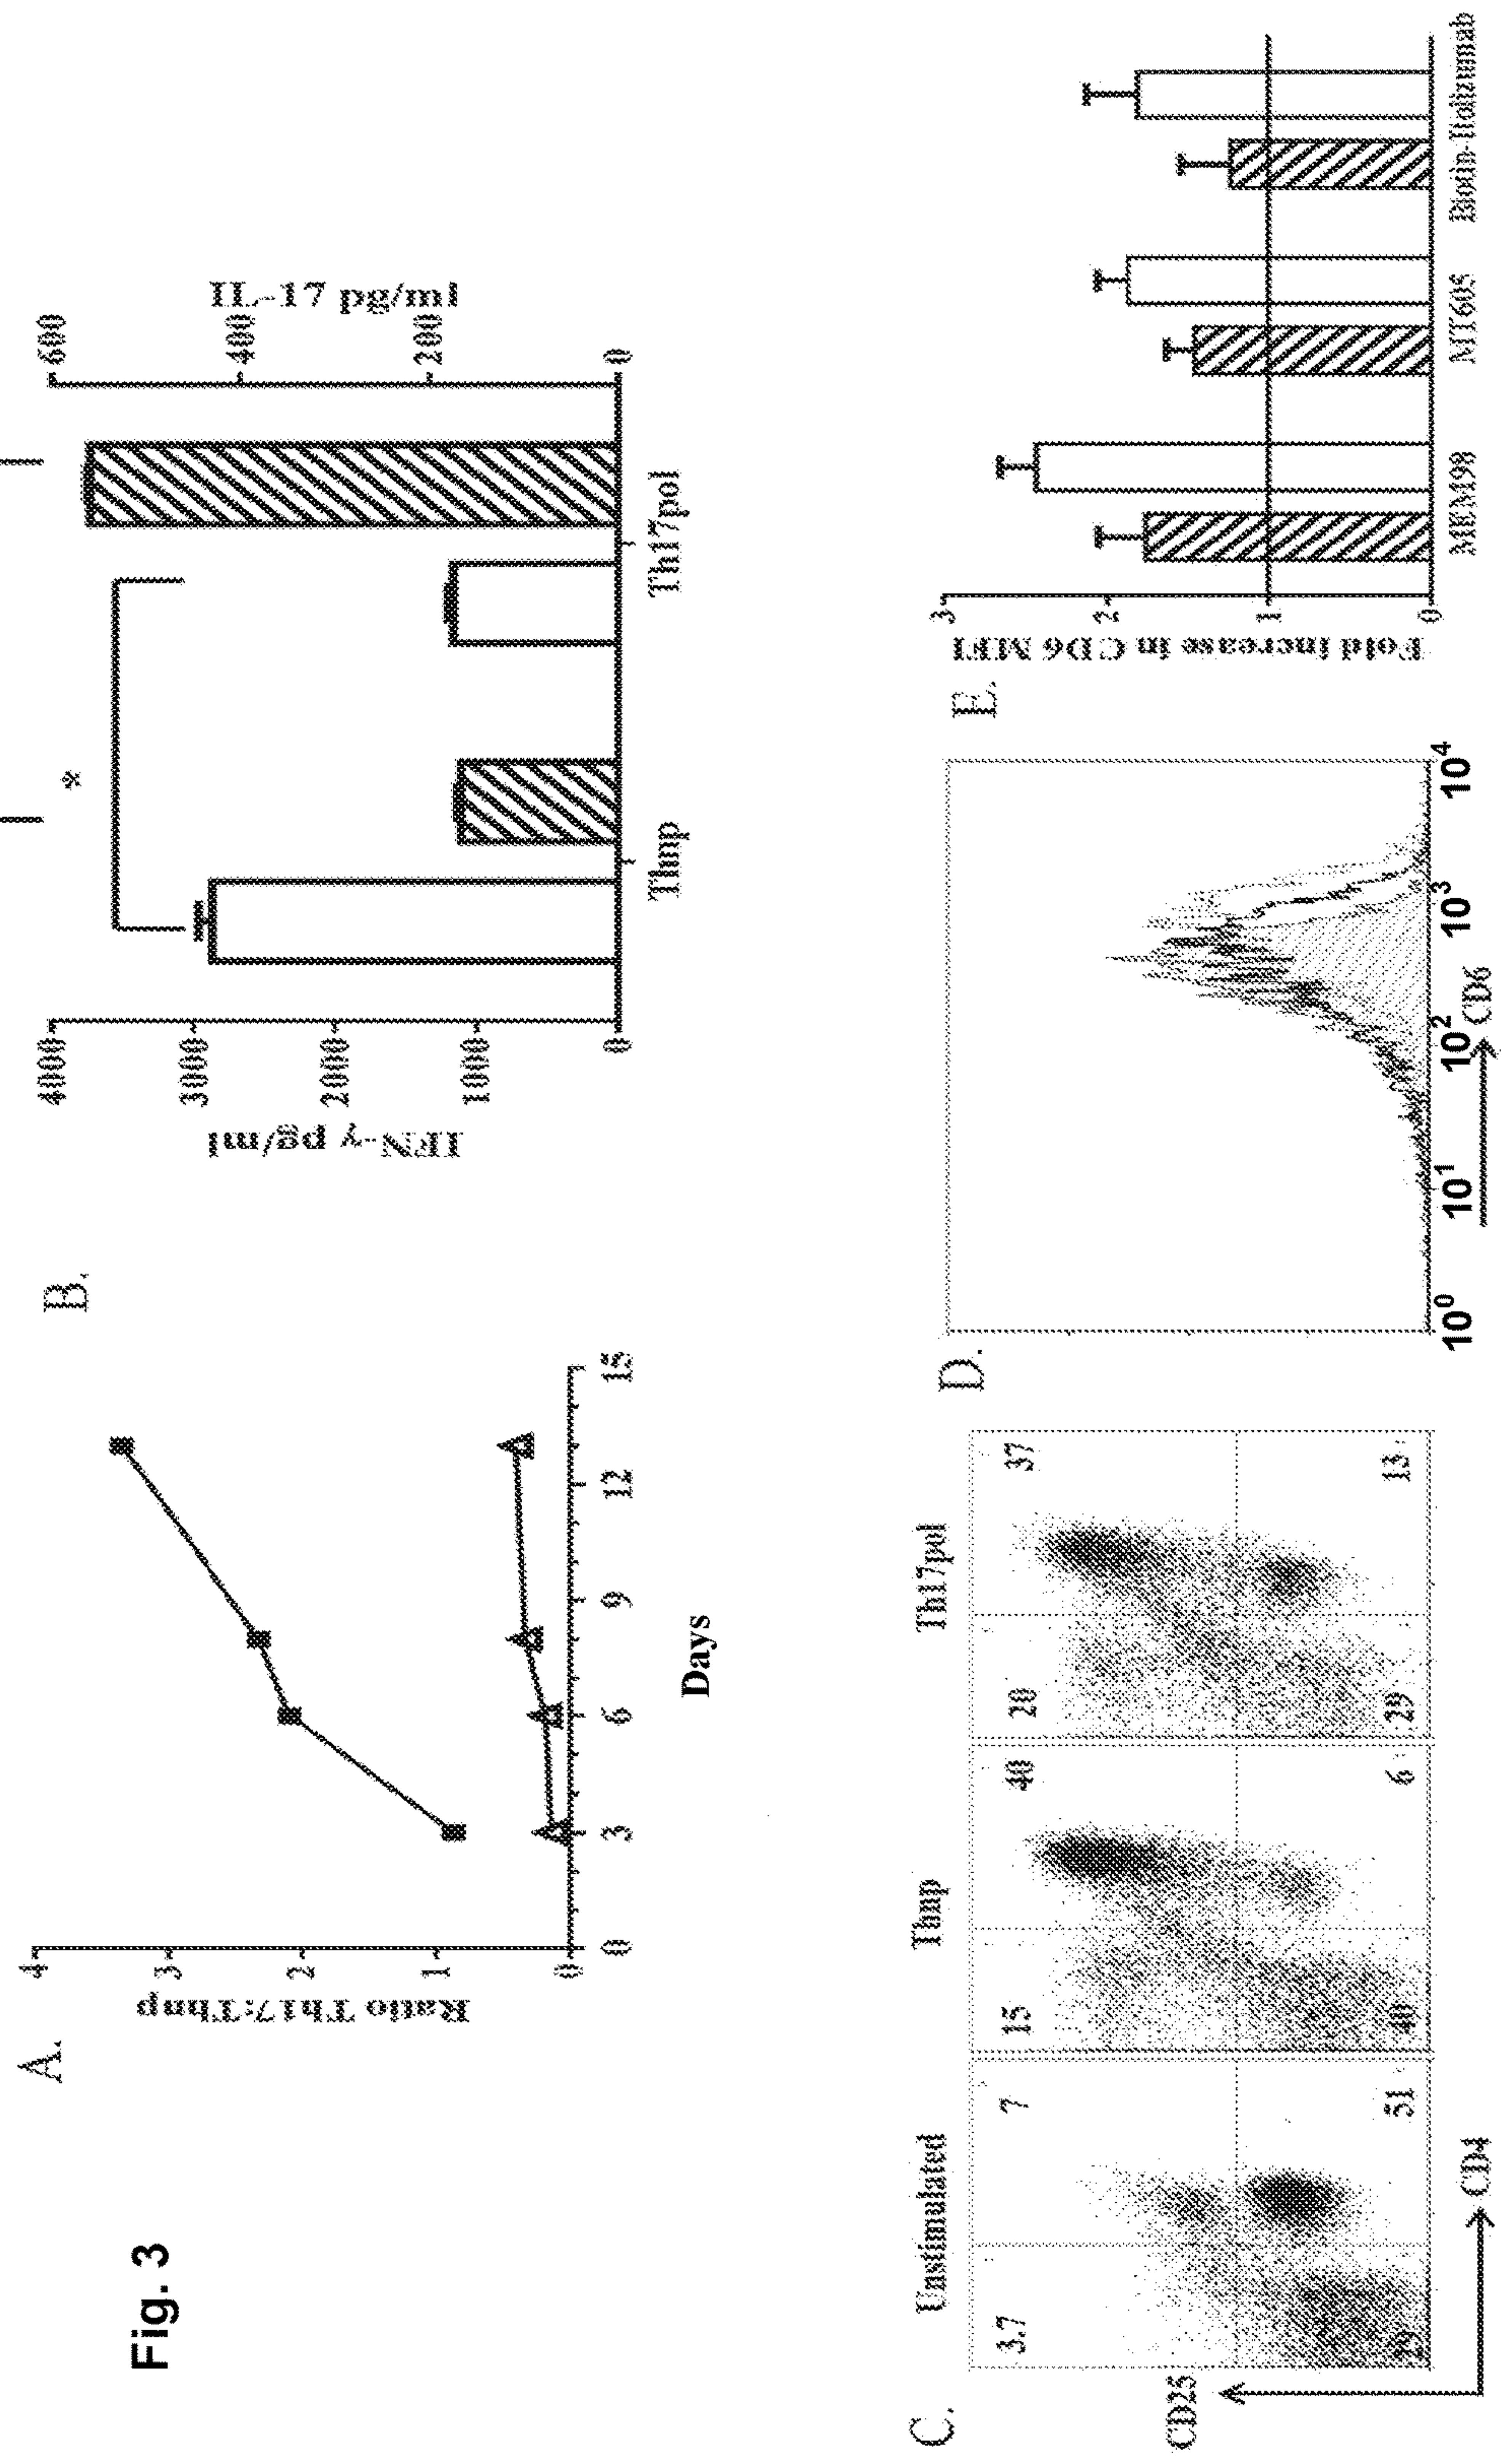 Fig. 3
A.
Ratio Th17:Thnp
4
3
2
1
0
0 3 6 9 12 15
Days
B.
IFN-γ pg/ml
4000
3000
2000
1000
0
*
Thnp Th17pol
IL-17 pg/ml
600
400
200
0
C.
Unstimulated Thnp Th17pol
3.7 7 15 40 20 37
29 51 40 6 29 13
CD25
CD4
D.
10⁰ 10¹ 10² 10³ 10⁴
CD6
E.
Fold increase in CD6 MFI
3
2
1
0
MEM98 MT605 Biotin-Itolizumab